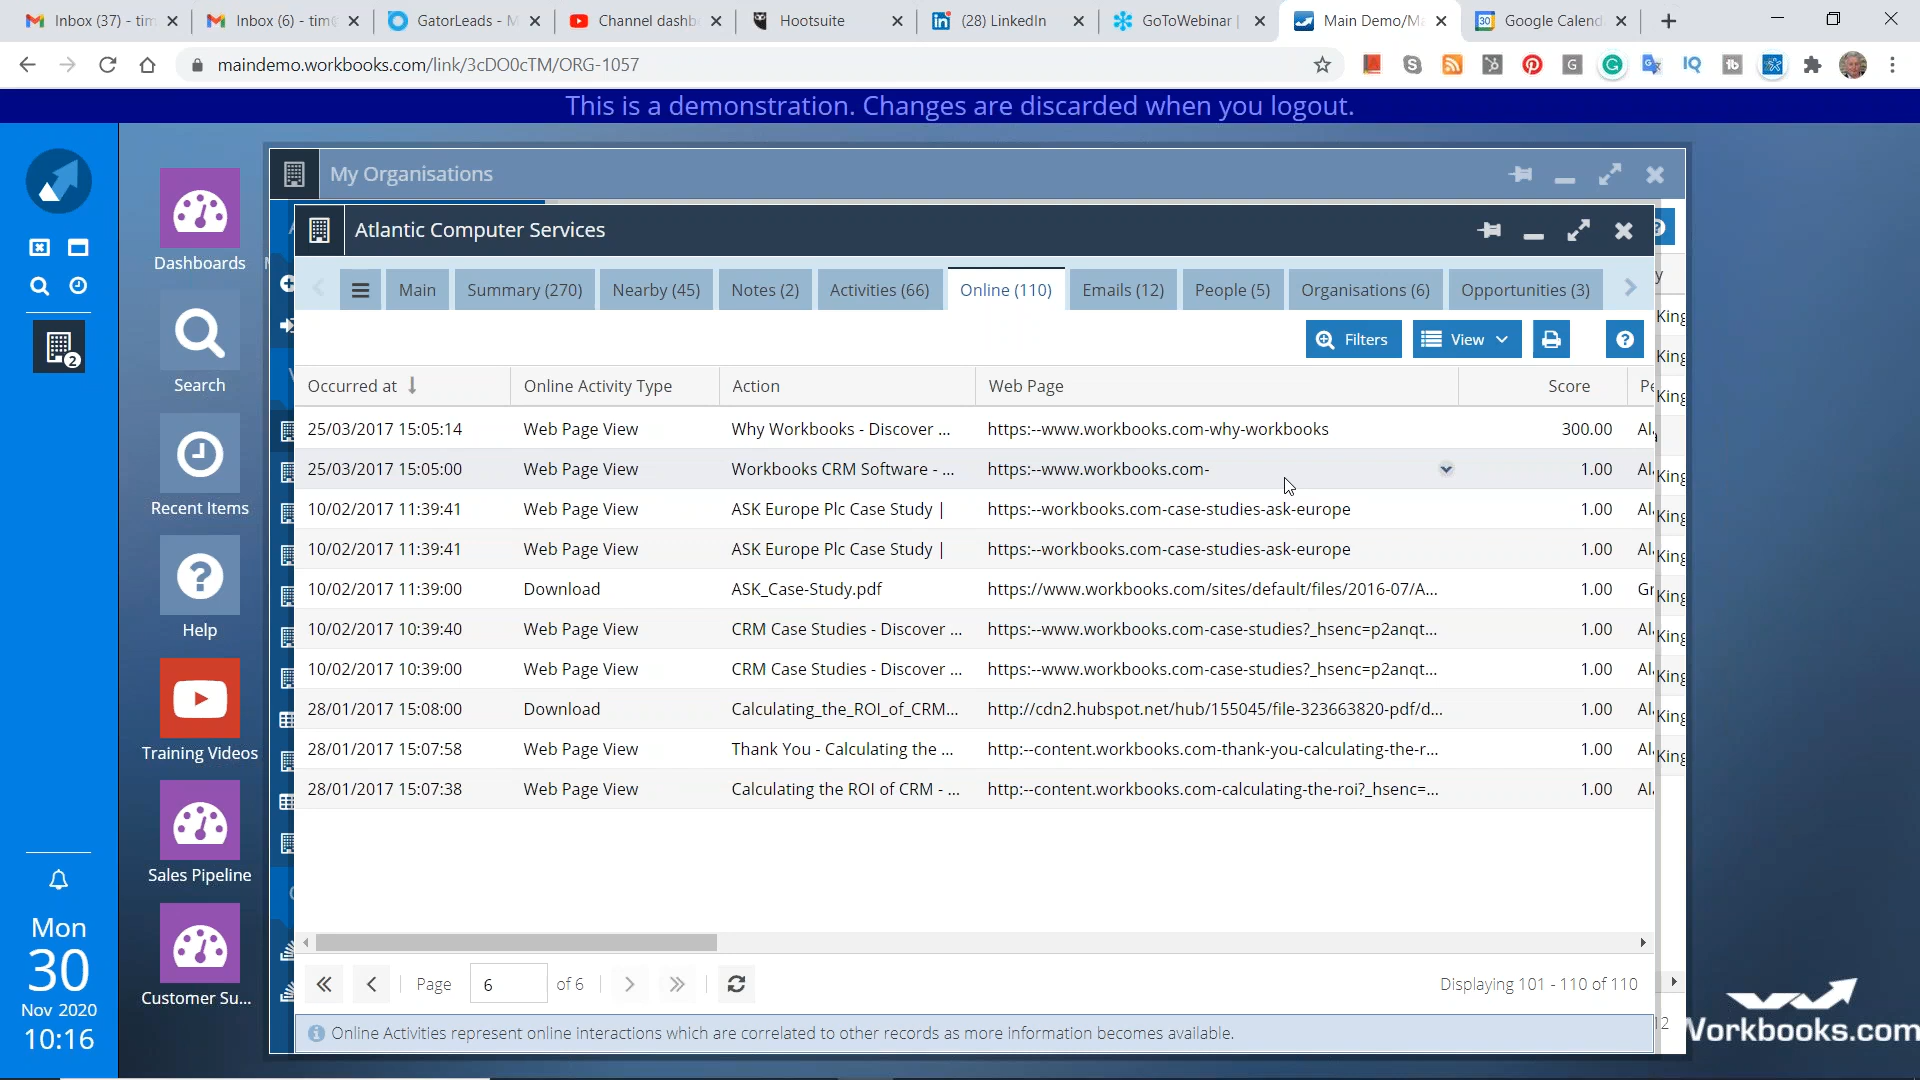 Inbox (37) - tim
Inbox (6) - tim
GatorLeads - M
Channel dashb
Hootsuite
(28) LinkedIn
GoToWebinar |
Main Demo/Ma
Google Calend
maindemo.workbooks.com/link/3cDO0cTM/ORG-1057
This is a demonstration. Changes are discarded when you logout.
My Organisations
Atlantic Computer Services
Main
Summary (270)
Nearby (45)
Notes (2)
Activities (66)
Online (110)
Emails (12)
People (5)
Organisations (6)
Opportunities (3)
Filters
View
Occurred at
Online Activity Type
Action
Web Page
Score
25/03/2017 15:05:14 Web Page View Why Workbooks - Discover ... https:--www.workbooks.com-why-workbooks 300.00
25/03/2017 15:05:00 Web Page View Workbooks CRM Software - ... https:--www.workbooks.com- 1.00
10/02/2017 11:39:41 Web Page View ASK Europe Plc Case Study | https:--workbooks.com-case-studies-ask-europe 1.00
10/02/2017 11:39:41 Web Page View ASK Europe Plc Case Study | https:--workbooks.com-case-studies-ask-europe 1.00
10/02/2017 11:39:00 Download ASK_Case-Study.pdf https://www.workbooks.com/sites/default/files/2016-07/A... 1.00
10/02/2017 10:39:40 Web Page View CRM Case Studies - Discover ... https:--www.workbooks.com-case-studies?_hsenc=p2anqt... 1.00
10/02/2017 10:39:00 Web Page View CRM Case Studies - Discover ... https:--www.workbooks.com-case-studies?_hsenc=p2anqt... 1.00
28/01/2017 15:08:00 Download Calculating_the_ROI_of_CRM... http://cdn2.hubspot.net/hub/155045/file-323663820-pdf/d... 1.00
28/01/2017 15:07:58 Web Page View Thank You - Calculating the ... http:--content.workbooks.com-thank-you-calculating-the-r... 1.00
28/01/2017 15:07:38 Web Page View Calculating the ROI of CRM - ... http:--content.workbooks.com-calculating-the-roi?_hsenc=... 1.00
Page 6 of 6
Displaying 101 - 110 of 110
Online Activities represent online interactions which are correlated to other records as more information becomes available.
Dashboards
Search
Recent Items
Help
Training Videos
Sales Pipeline
Customer Su...
2
Mon
30
Nov 2020
10:16
Workbooks.com